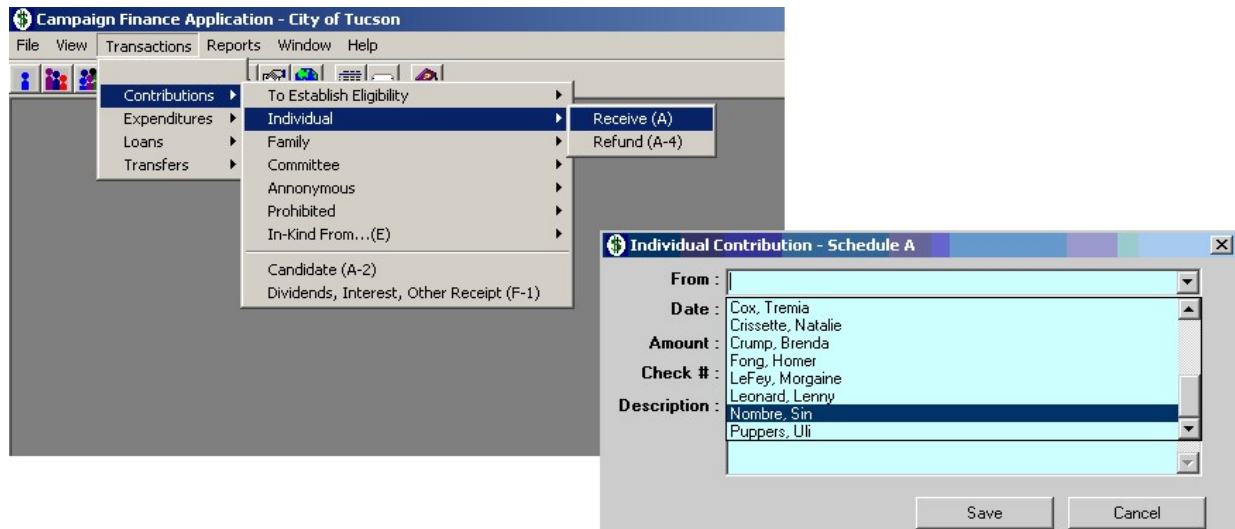 Campaign Finance Application - City of Tucson
File View Transactions Reports Window Help
Contributions
Expenditures
Loans
Transfers
To Establish Eligibility
Individual
Family
Committee
Annonymous
Prohibited
In-Kind From...(E)
Candidate (A-2)
Dividends, Interest, Other Receipt (F-1)
Receive (A)
Refund (A-4)
Individual Contribution - Schedule A
From :
Date :
Amount :
Check # :
Description :
Cox, Tremia
Crissette, Natalie
Crump, Brenda
Fong, Homer
LeFey, Morgaine
Leonard, Lenny
Nombre, Sin
Puppers, Uli
Save Cancel